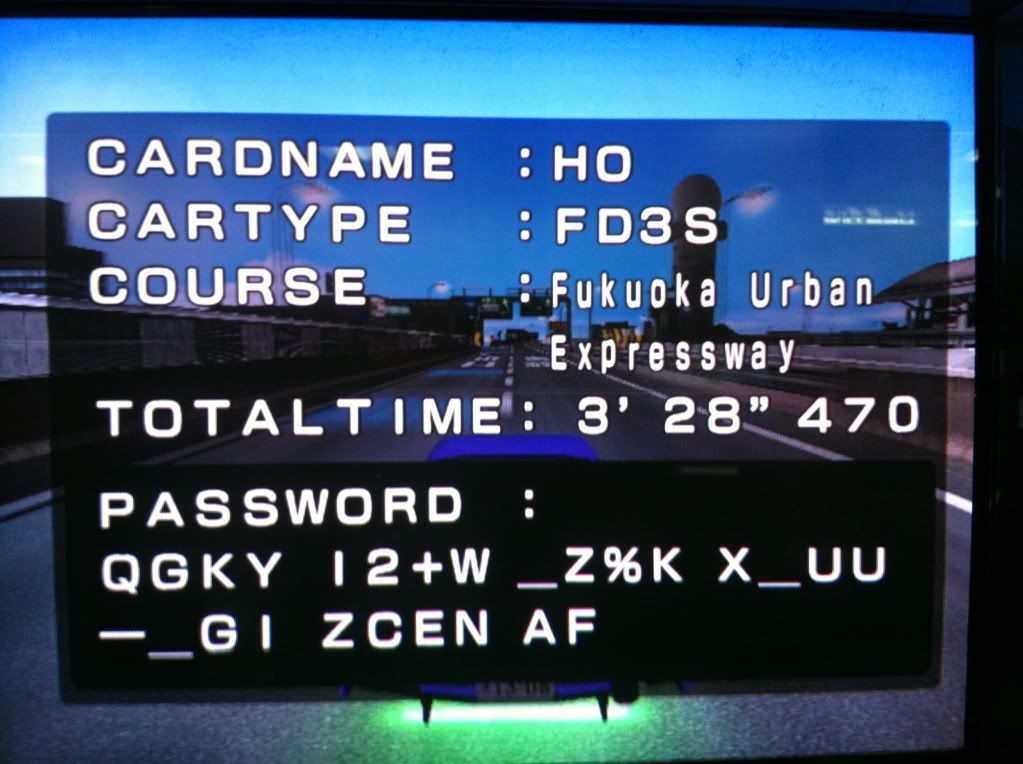 CARDNAME : HO
CARTYPE : FD3S
COURSE : Fukuoka Urban
Expressway
TOTALTIME: 3' 28" 470
PASSWORD :
QGKY I2+W _Z%K X_UU
—_GI ZCEN AF